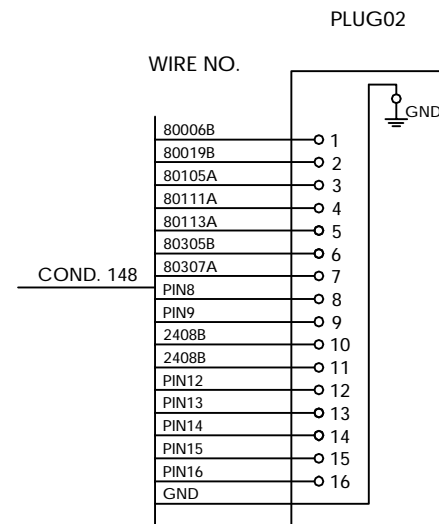 PLUG02
WIRE NO.
GND
80006B 1
80019B 2
80105A 3
80111A 4
80113A 5
80305B 6
80307A 7
COND. 148
PIN8 8
PIN9 9
2408B 10
2408B 11
PIN12 12
PIN13 13
PIN14 14
PIN15 15
PIN16 16
GND